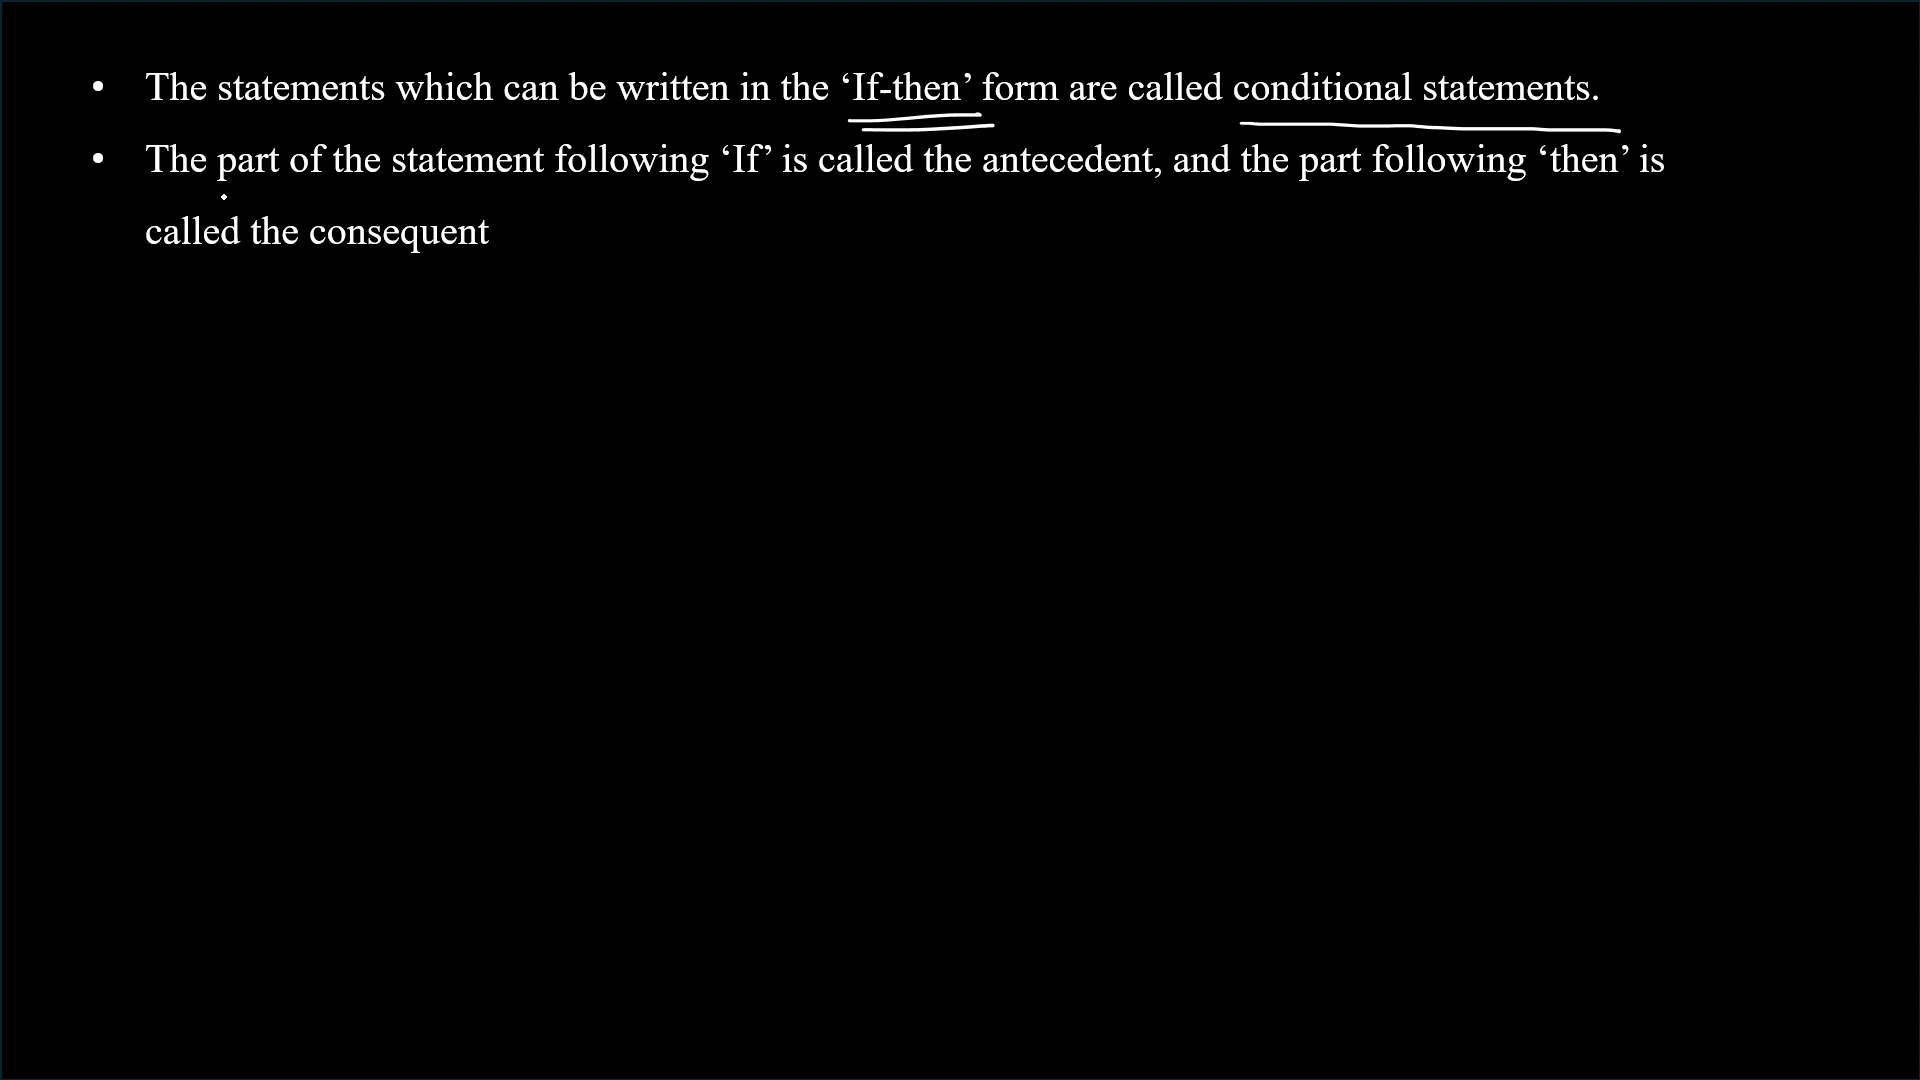 • The statements which can be written in the ‘If-then’ form are called conditional statements.
• The part of the statement following ‘If’ is called the antecedent, and the part following ‘then’ is
called the consequent